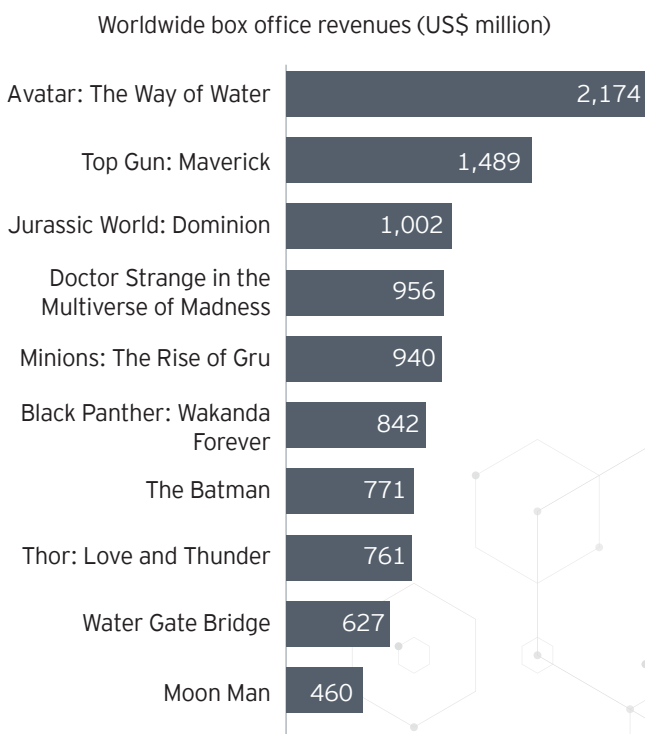 Worldwide box office revenues (US$ million)
Avatar: The Way of Water 2,174
Top Gun: Maverick 1,489
Jurassic World: Dominion 1,002
Doctor Strange in the
Multiverse of Madness 956
Minions: The Rise of Gru 940
Black Panther: Wakanda
Forever 842
The Batman 771
Thor: Love and Thunder 761
Water Gate Bridge 627
Moon Man 460